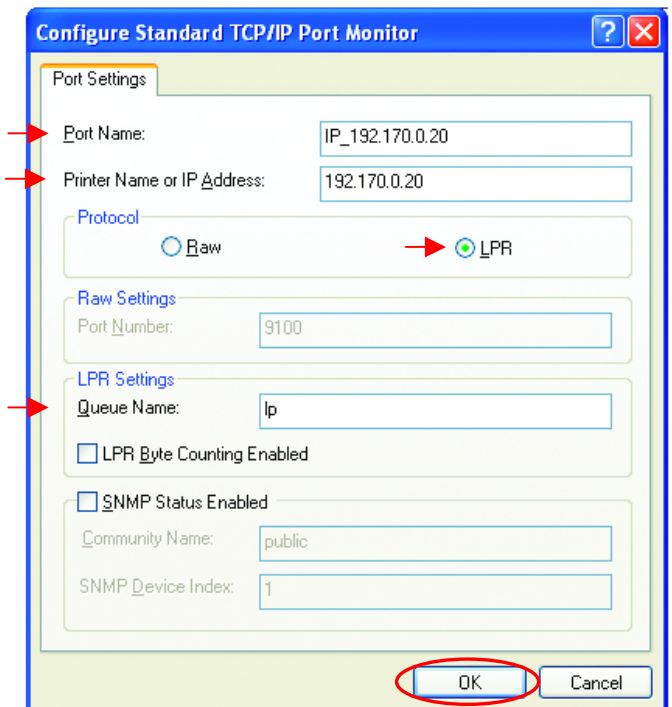 Configure Standard TCP/IP Port Monitor
Port Settings
Port Name: IP_192.170.0.20
Printer Name or IP Address: 192.170.0.20
Protocol
Raw LPR
Raw Settings
Port Number: 9100
LPR Settings
Queue Name: lp
LPR Byte Counting Enabled
SNMP Status Enabled
Community Name: public
SNMP Device Index: 1
OK Cancel